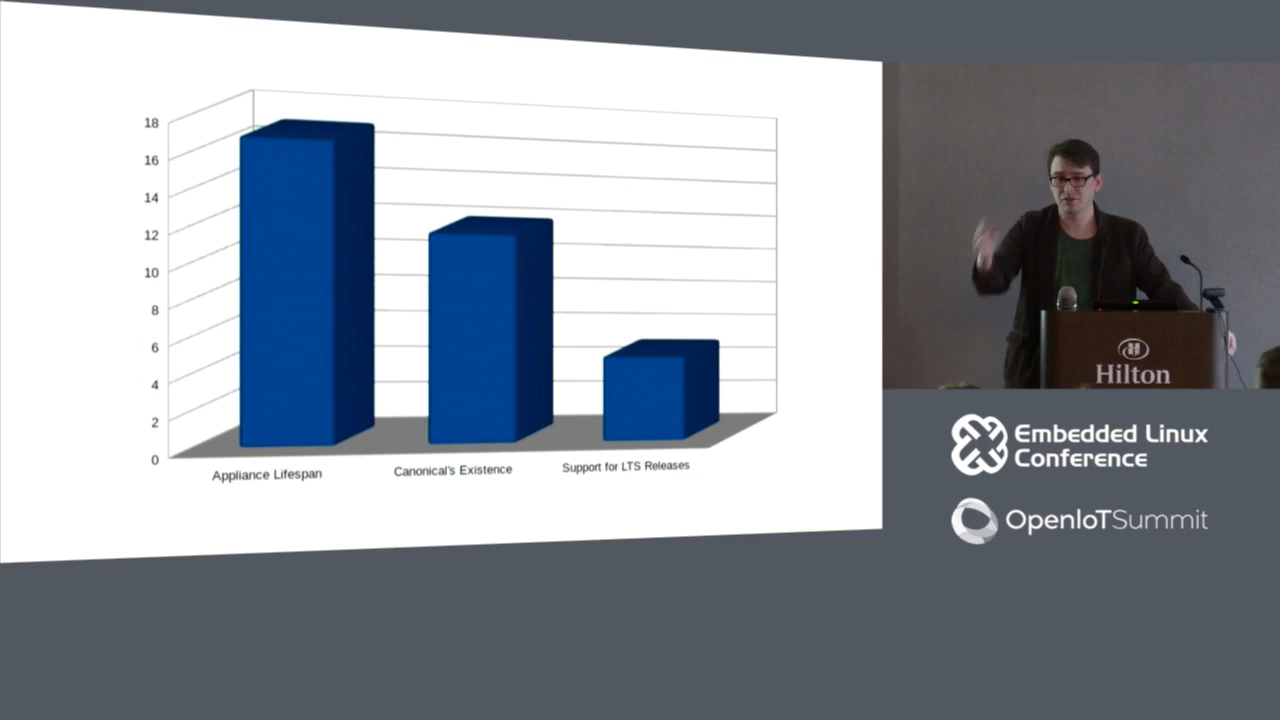 18
16
14
12
10
8
6
4
2
0
Appliance Lifespan
Canonical's Existence
Support for LTS Releases
Hilton
Embedded Linux
Conference
OpenIoTSummit